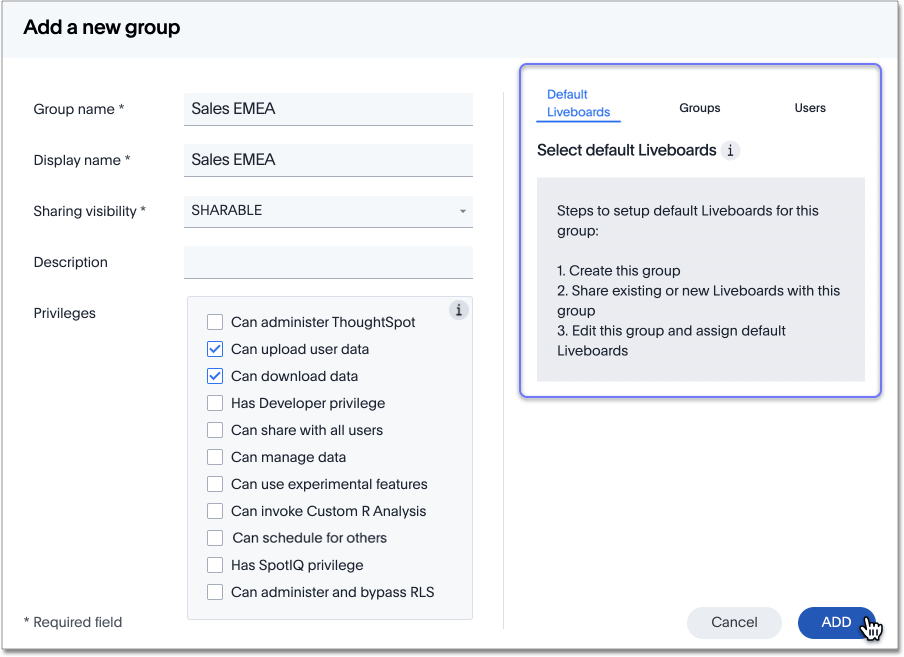 Add a new group
Group name *
Sales EMEA
Display name *
Sales EMEA
Sharing visibility *
SHARABLE
Description
Privileges
i
Can administer ThoughtSpot
Can upload user data
Can download data
Has Developer privilege
Can share with all users
Can manage data
Can use experimental features
Can invoke Custom R Analysis
Can schedule for others
Has SpotIQ privilege
Can administer and bypass RLS
* Required field
Default
Liveboards
Groups
Users
Select default Liveboards i
Steps to setup default Liveboards for this
group:
1. Create this group
2. Share existing or new Liveboards with this
group
3. Edit this group and assign default
Liveboards
Cancel
ADD